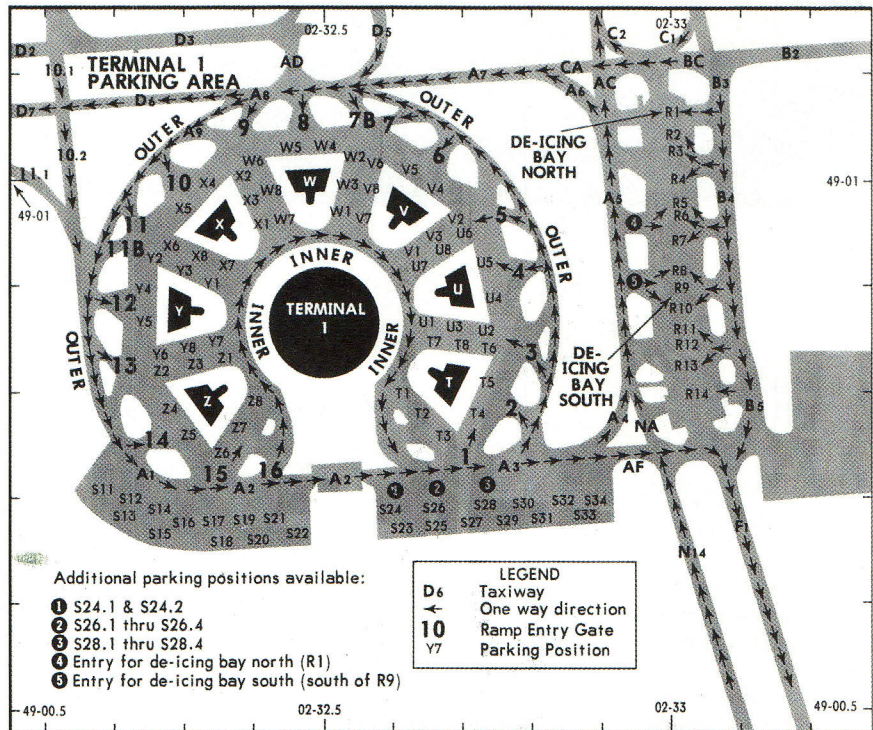 02-32.5
02-33
D2
D3
D5
C2
C1
B2
10.1
TERMINAL 1
PARKING AREA
AD
CA
BC
A7
AC
B3
D7
D6
A8
A6
A9
OUTER
9
8
7B
7
OUTER
R1
DE-ICING
BAY
NORTH
10.2
W5
W4
W6
W2
V6
6
R2
R3
R4
11.1
10
X4
X2
W8
W
W3
V8
V5
V4
49-01
49-01
X5
X
X3
X1
W7
W1
V7
V
V2
5
A5
B4
11
11B
X6
Y2
X8
X7
V1
V3
U6
U8
U7
R5
R6
R7
4
INNER
Y3
Y1
U5
4
OUTER
12
Y4
Y5
Y
INNER
TERMINAL
1
INNER
U
U4
R8
R9
R10
5
OUTER
U1
U3
U2
Y6
Y8
Y7
T7
T8
T6
3
R11
R12
R13
DE-
ICING
BAY
SOUTH
13
Z2
Z3
Z1
T
T5
Z4
Z
Z8
T1
T2
T4
2
R14
Z5
Z7
T3
A4
NA
B5
14
Z6
A1
15
16
A2
A2
1
A3
AF
S11
S12
S13
S14
S15
S16
S17
S18
S19
S20
S21
S22
1
2
3
S24
S26
S28
S30
S32
S34
S23
S25
S27
S29
S31
S33
N14
F1
Additional parking positions available:
1 S24.1 & S24.2
2 S26.1 thru S26.4
3 S28.1 thru S28.4
4 Entry for de-icing bay north (R1)
5 Entry for de-icing bay south (south of R9)
LEGEND
D6 Taxiway
One way direction
10 Ramp Entry Gate
Y7 Parking Position
49-00.5
02-32.5
02-33
49-00.5